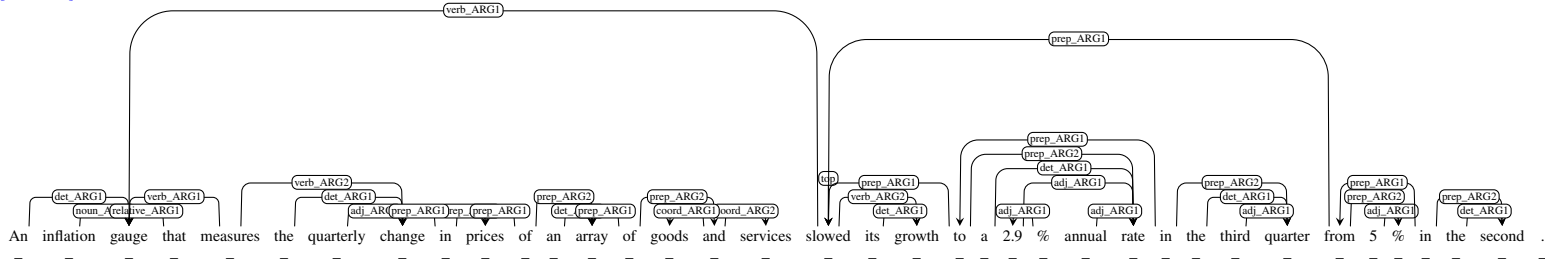 verb_ARG1
prep_ARG1
prep_ARG1
prep_ARG2
det_ARG1
verb_ARG2 top prep_ARG1 adj_ARG1 prep_ARG2 prep_ARG1
det_ARG1 verb_ARG1 det_ARG1 prep_ARG2 prep_ARG2 verb_ARG2 det_ARG1 prep_ARG2 prep_ARG2
relative_ARG1 prep_ARG1 prep_ARG1 prep_ARG1 coord_ARG1 det_ARG1 adj_ARG1 adj_ARG1 adj_ARG1 adj_ARG1 det_ARG1
An inflation gauge that measures the quarterly change in prices of an array of goods and services slowed its growth to a 2.9 % annual rate in the third quarter from 5 % in the second .